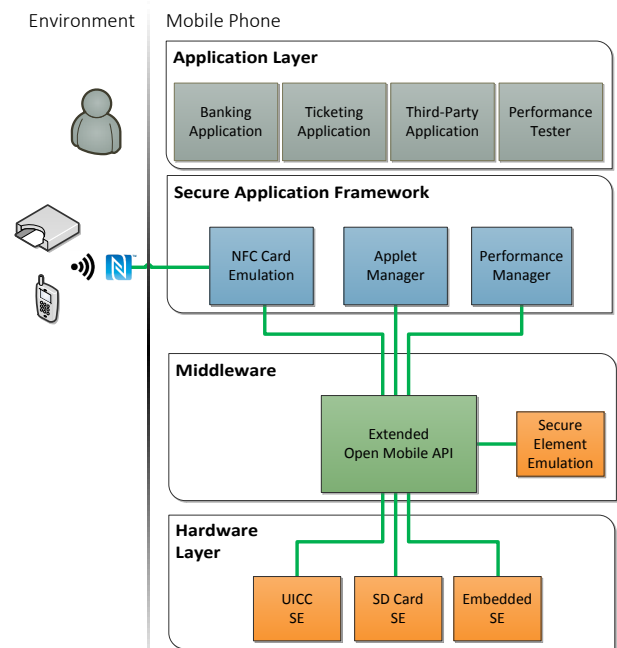 Environment
Mobile Phone
Application Layer
Banking
Application
Ticketing
Application
Third-Party
Application
Performance
Tester
Secure Application Framework
NFC Card
Emulation
Applet
Manager
Performance
Manager
Middleware
Extended
Open Mobile API
Secure
Element
Emulation
Hardware
Layer
UICC
SE
SD Card
SE
Embedded
SE